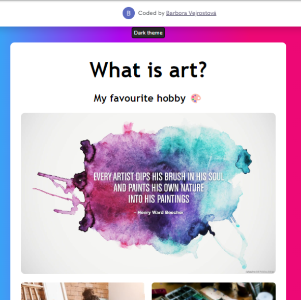 B Coded by Barbora Vajrostová
Dark theme
What is art?
My favourite hobby
EVERY ARTIST DIPS HIS BRUSH IN HIS SOUL
AND PAINTS HIS OWN NATURE
INTO HIS PAINTINGS
- Henry Ward Beecher